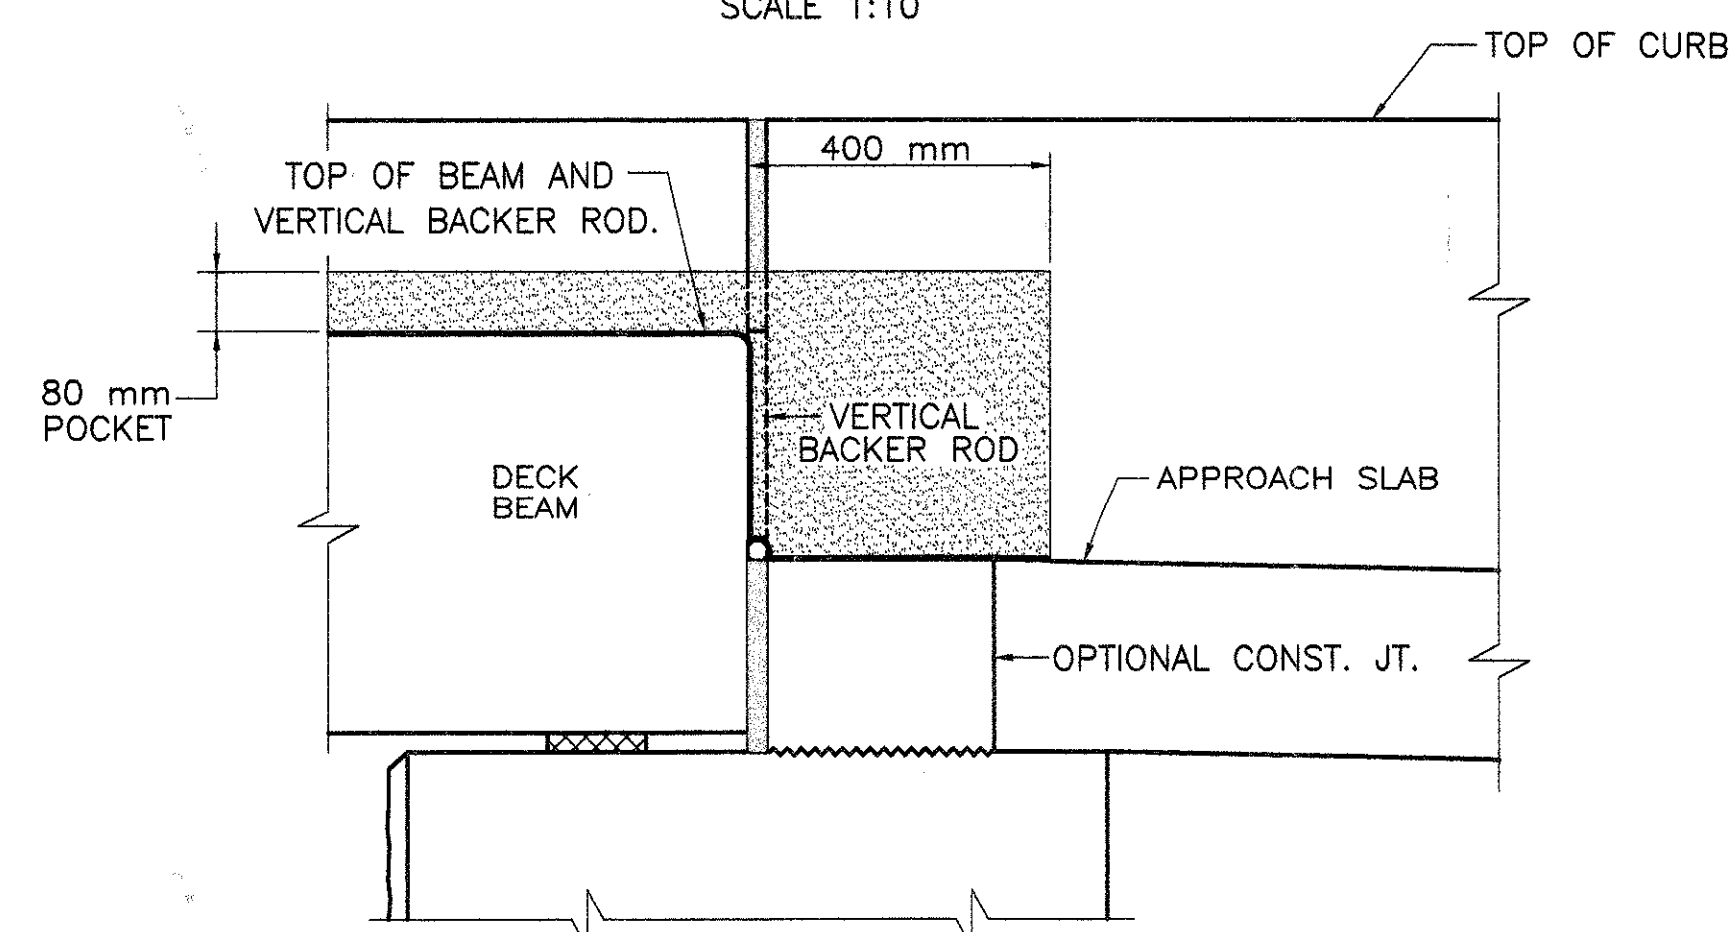 SCALE 1:10
TOP OF CURB
400 mm
TOP OF BEAM AND
VERTICAL BACKER ROD.
80 mm
POCKET
VERTICAL
BACKER ROD
DECK
BEAM
APPROACH SLAB
OPTIONAL CONST. JT.